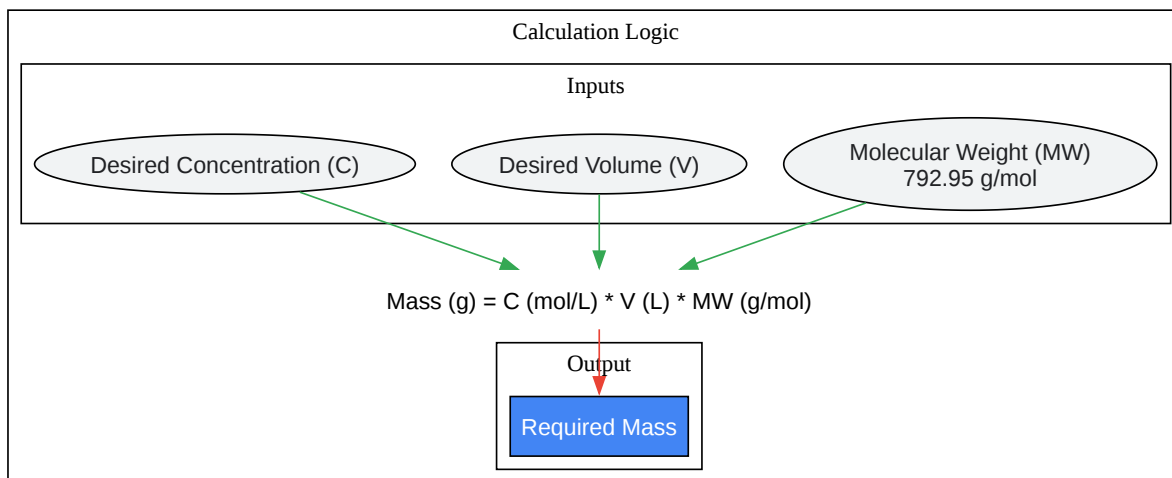 Calculation Logic
Inputs
Desired Concentration (C)
Desired Volume (V)
Molecular Weight (MW)
792.95 g/mol
Mass (g) = C (mol/L) * V (L) * MW (g/mol)
Output
Required Mass